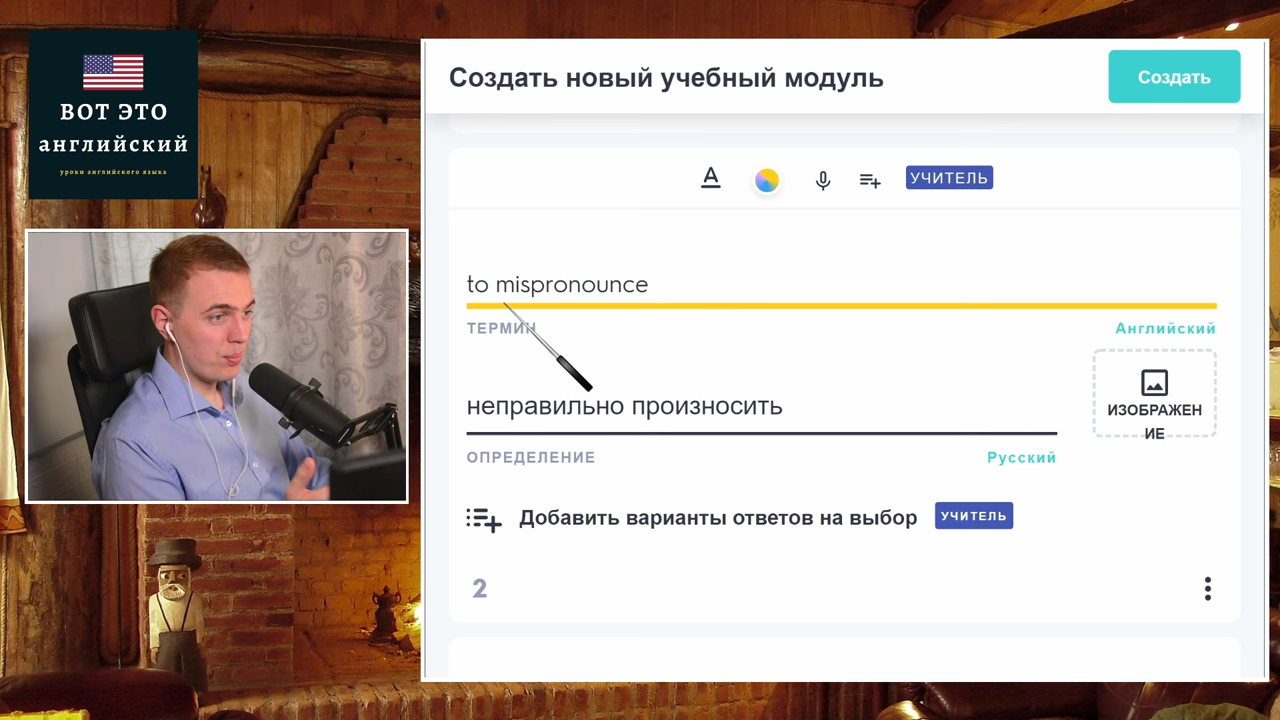 ВОТ ЭТО
английский
уроки английского языка
Создать новый учебный модуль
Создать
УЧИТЕЛЬ
to mispronounce
ТЕРМИН
Английский
неправильно произносить
ИЗОБРАЖЕН
ИЕ
ОПРЕДЕЛЕНИЕ
Русский
Добавить варианты ответов на выбор
УЧИТЕЛЬ
2